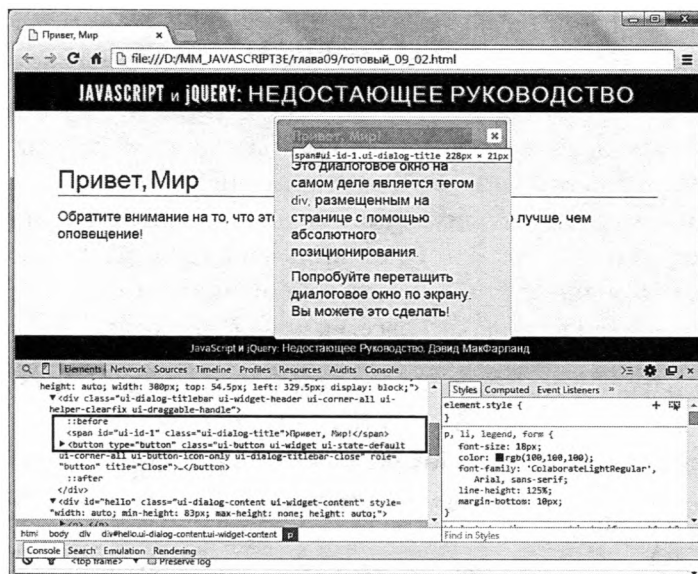 Привет, Мир
file:///D:/MM_JAVASCRIPT3E/глава09/готовый_09_02.html
JAVASCRIPT и jQUERY: НЕДОСТАЮЩЕЕ РУКОВОДСТВО
Привет, Мир!
span#ui-id-1.ui-dialog-title 228px × 21px
Это диалоговое окно на
самом деле является тегом
div, размещенным на
странице с помощью
абсолютного
позиционирования.
Попробуйте перетащить
диалоговое окно по экрану.
Вы можете это сделать!
Привет, Мир
Обратите внимание на то, что это лучше, чем
оповещение!
JavaScript и jQuery: Недостающее Руководство. Дэвид МакФарланд
Elements Network Sources Timeline Profiles Resources Audits Console
height: auto; width: 300px; top: 54.5px; left: 329.5px; display: block;">
▼<div class="ui-dialog-titlebar ui-widget-header ui-corner-all ui-
helper-clearfix ui-draggable-handle">
::before
<span id="ui-id-1" class="ui-dialog-title">Привет, Мир!</span>
▶<button type="button" class="ui-button ui-widget ui-state-default
ui-corner-all ui-button-icon-only ui-dialog-titlebar-close" role=
"button" title="Close">…</button>
::after
</div>
▼<div id="hello" class="ui-dialog-content ui-widget-content" style=
"width: auto; min-height: 83px; max-height: none; height: auto;">
html body div div#hello.ui-dialog-content.ui-widget-content p
Styles Computed Event Listeners »
element.style {
}
p, li, legend, form {
font-size: 18px;
color: rgb(100,100,100);
font-family: 'ColaborateLightRegular',
Arial, sans-serif;
line-height: 125%;
margin-bottom: 10px;
}
Find in Styles
Console Search Emulation Rendering
<top frame> ▼ Preserve log